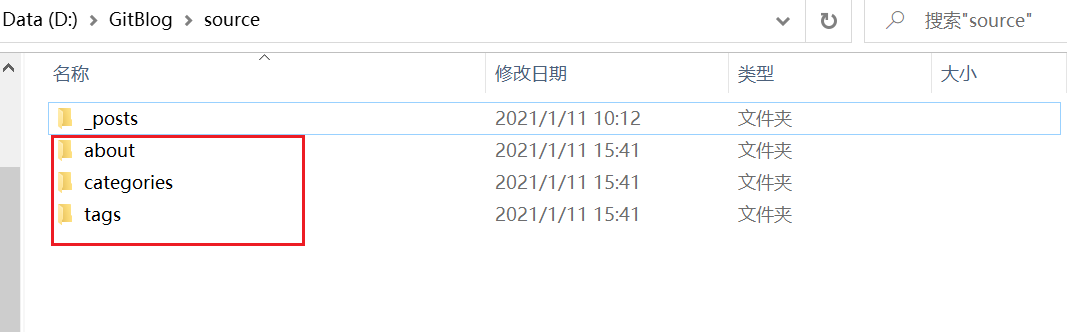 Data (D:) GitBlog source 搜索"source"
名称 修改日期 类型 大小
_posts 2021/1/11 10:12 文件夹
about 2021/1/11 15:41 文件夹
categories 2021/1/11 15:41 文件夹
tags 2021/1/11 15:41 文件夹